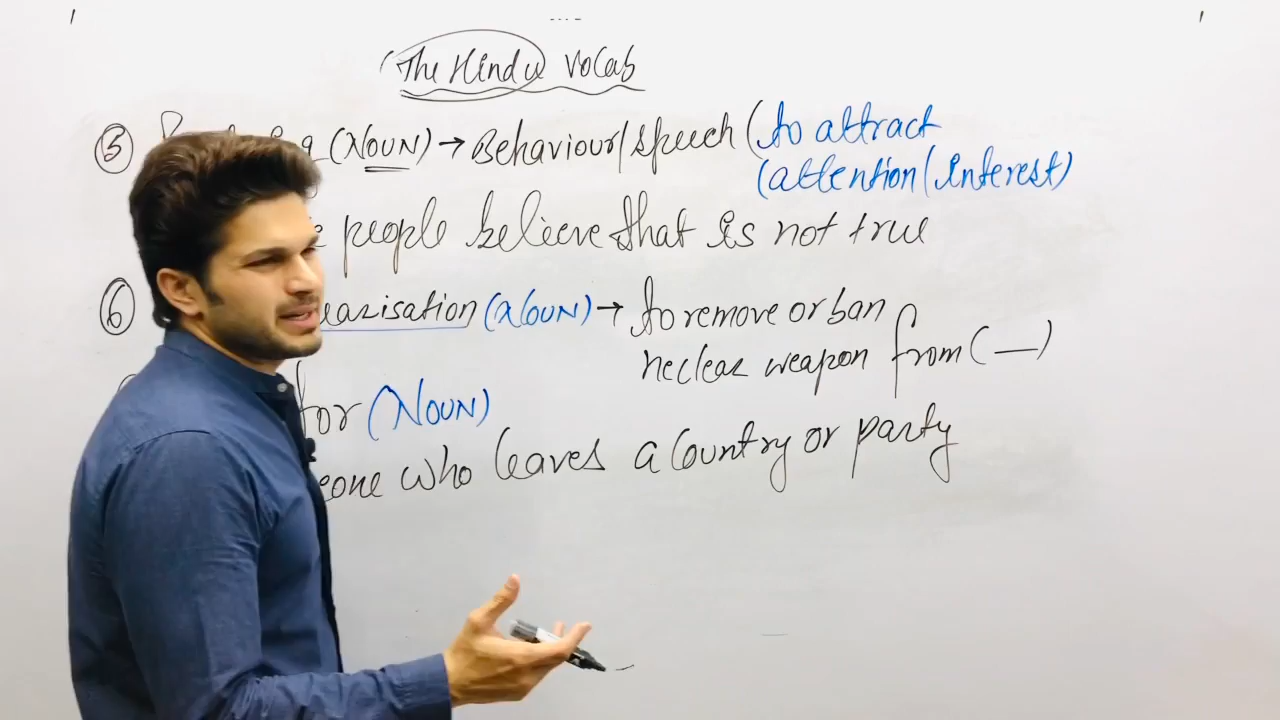 The Hindu Vocab
5 (NOUN) → Behaviour/speech (to attract
(attention/interest)
people believe that is not true
6 (NOUN) → to remove or ban
neclear weapon from (—)
(NOUN)
who leaves a country or party